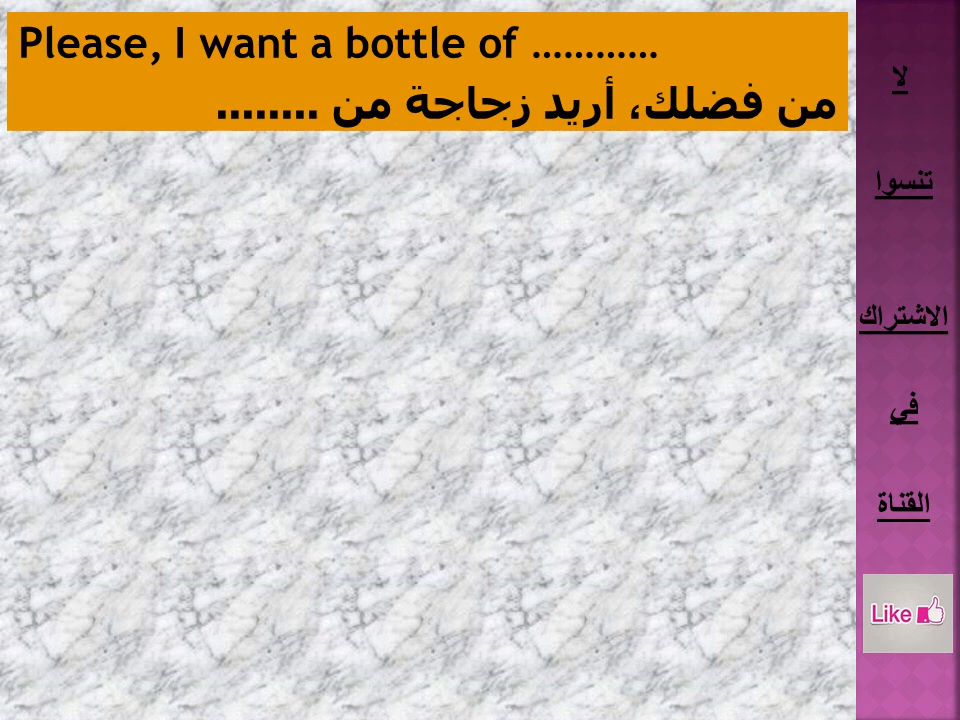 Please, I want a bottle of …………
من فضلك، أريد زجاجة من ........
لا
تنسوا
الاشتراك
في
القناة
Like